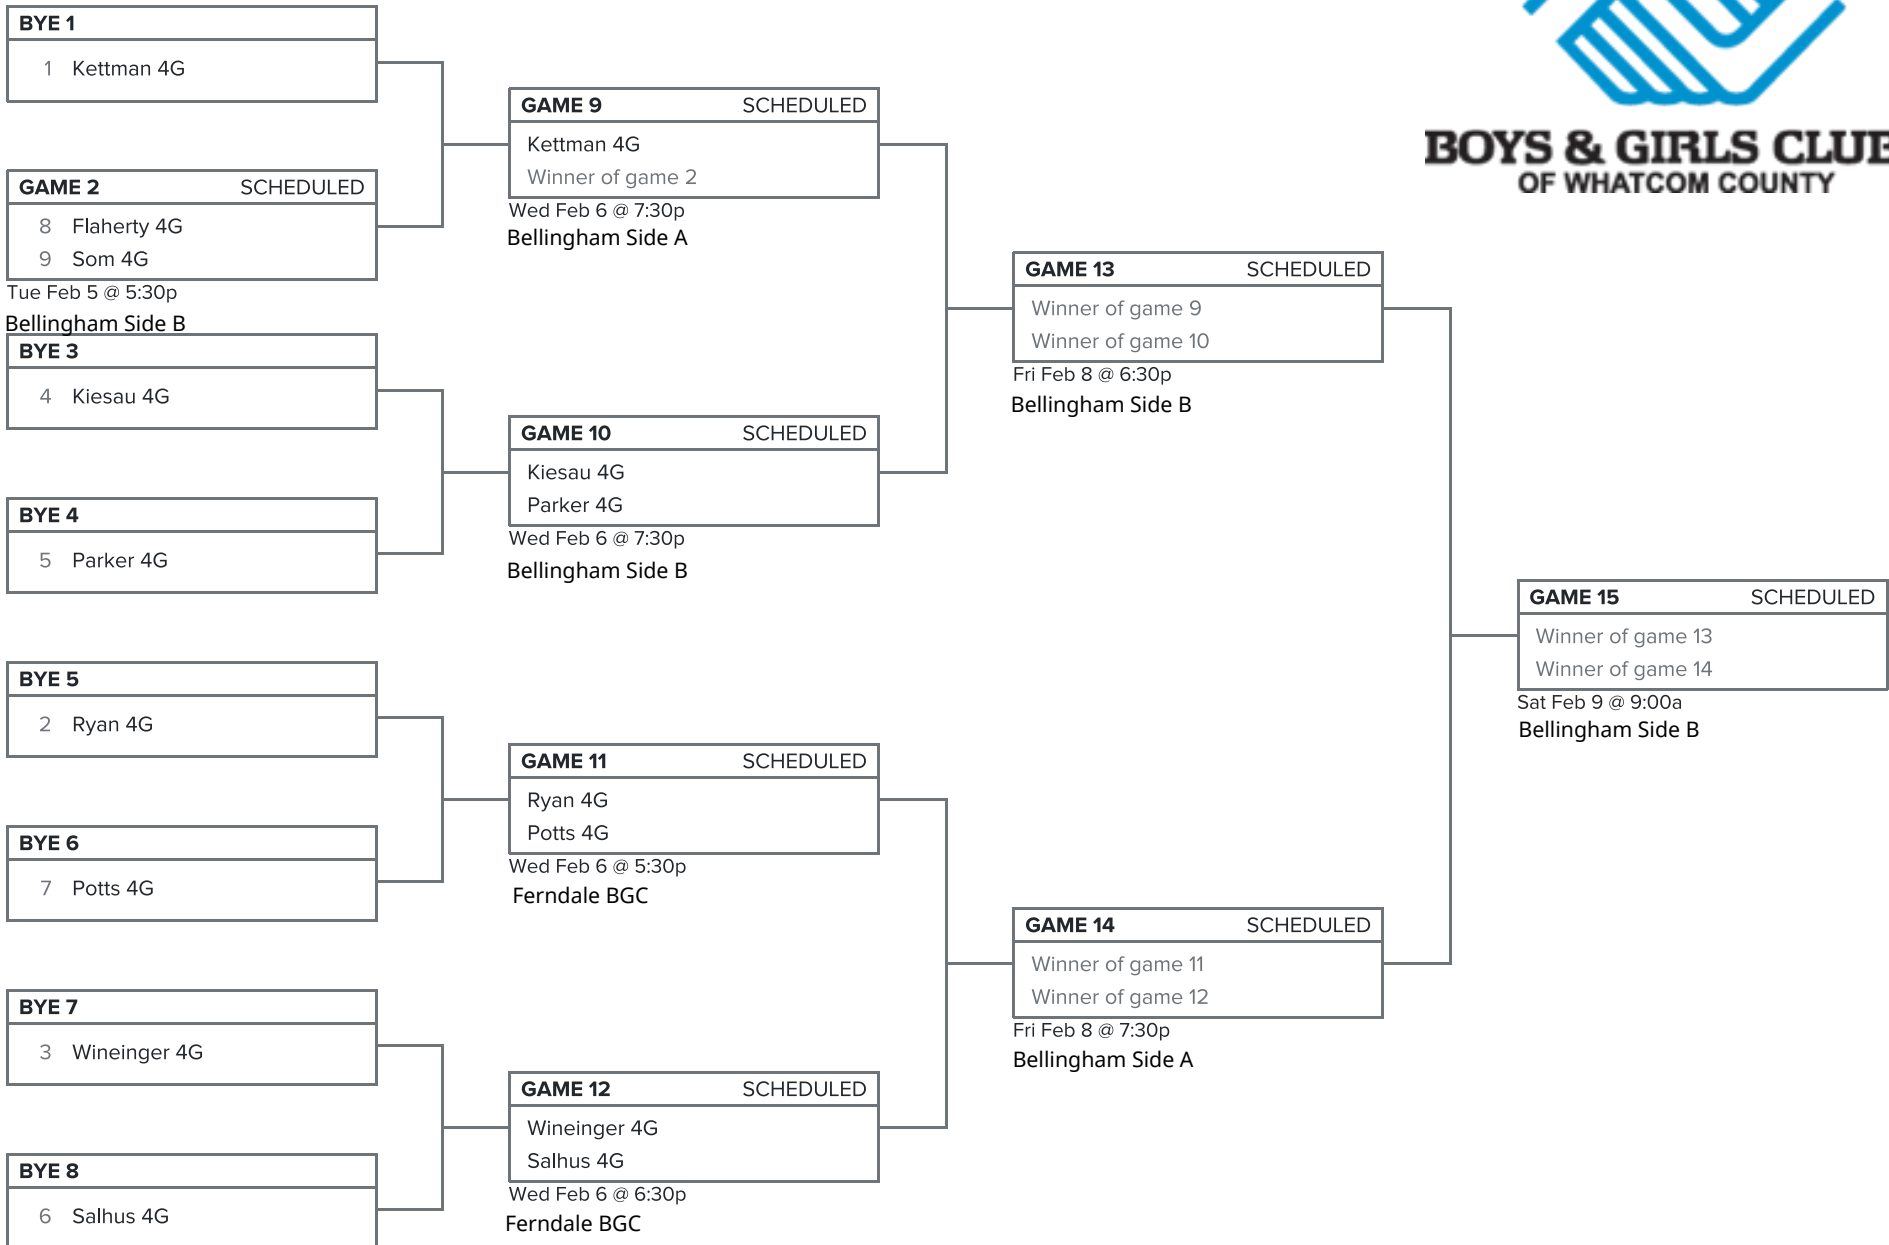 BYE 1
1 Kettman 4G
GAME 2 SCHEDULED
8 Flaherty 4G
9 Som 4G
Tue Feb 5 @ 5:30p
Bellingham Side B
BYE 3
4 Kiesau 4G
BYE 4
5 Parker 4G
BYE 5
2 Ryan 4G
BYE 6
7 Potts 4G
BYE 7
3 Wineinger 4G
BYE 8
6 Salhus 4G
GAME 9 SCHEDULED
Kettman 4G
Winner of game 2
Wed Feb 6 @ 7:30p
Bellingham Side A
GAME 10 SCHEDULED
Kiesau 4G
Parker 4G
Wed Feb 6 @ 7:30p
Bellingham Side B
GAME 11 SCHEDULED
Ryan 4G
Potts 4G
Wed Feb 6 @ 5:30p
Ferndale BGC
GAME 12 SCHEDULED
Wineinger 4G
Salhus 4G
Wed Feb 6 @ 6:30p
Ferndale BGC
GAME 13 SCHEDULED
Winner of game 9
Winner of game 10
Fri Feb 8 @ 6:30p
Bellingham Side B
GAME 14 SCHEDULED
Winner of game 11
Winner of game 12
Fri Feb 8 @ 7:30p
Bellingham Side A
GAME 15 SCHEDULED
Winner of game 13
Winner of game 14
Sat Feb 9 @ 9:00a
Bellingham Side B
BOYS & GIRLS CLUB
OF WHATCOM COUNTY